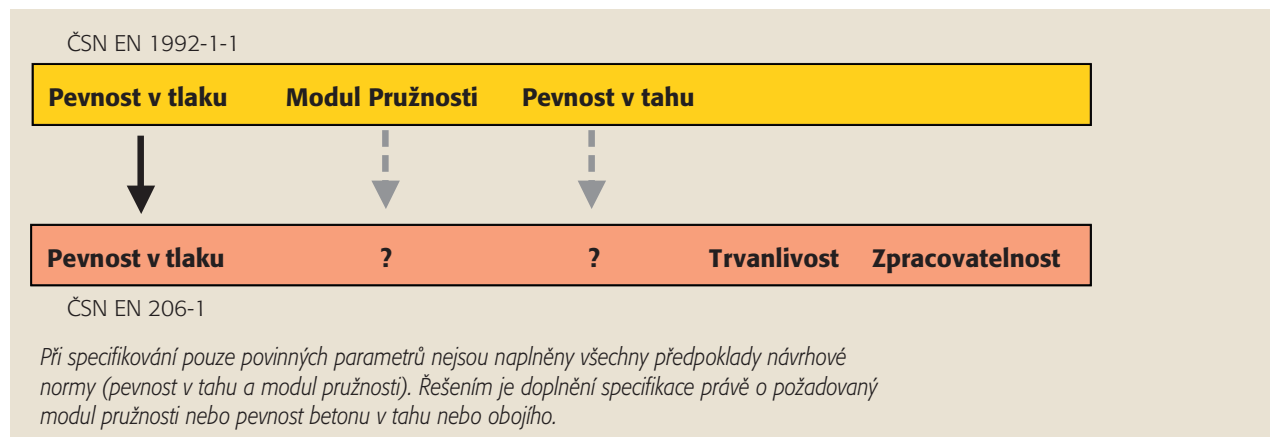 ČSN EN 1992-1-1
Pevnost v tlaku Modul Pružnosti Pevnost v tahu
Pevnost v tlaku ? ? Trvanlivost Zpracovatelnost
ČSN EN 206-1
Při specifikování pouze povinných parametrů nejsou naplněny všechny předpoklady návrhové
normy (pevnost v tahu a modul pružnosti). Řešením je doplnění specifikace právě o požadovaný
modul pružnosti nebo pevnost betonu v tahu nebo obojího.